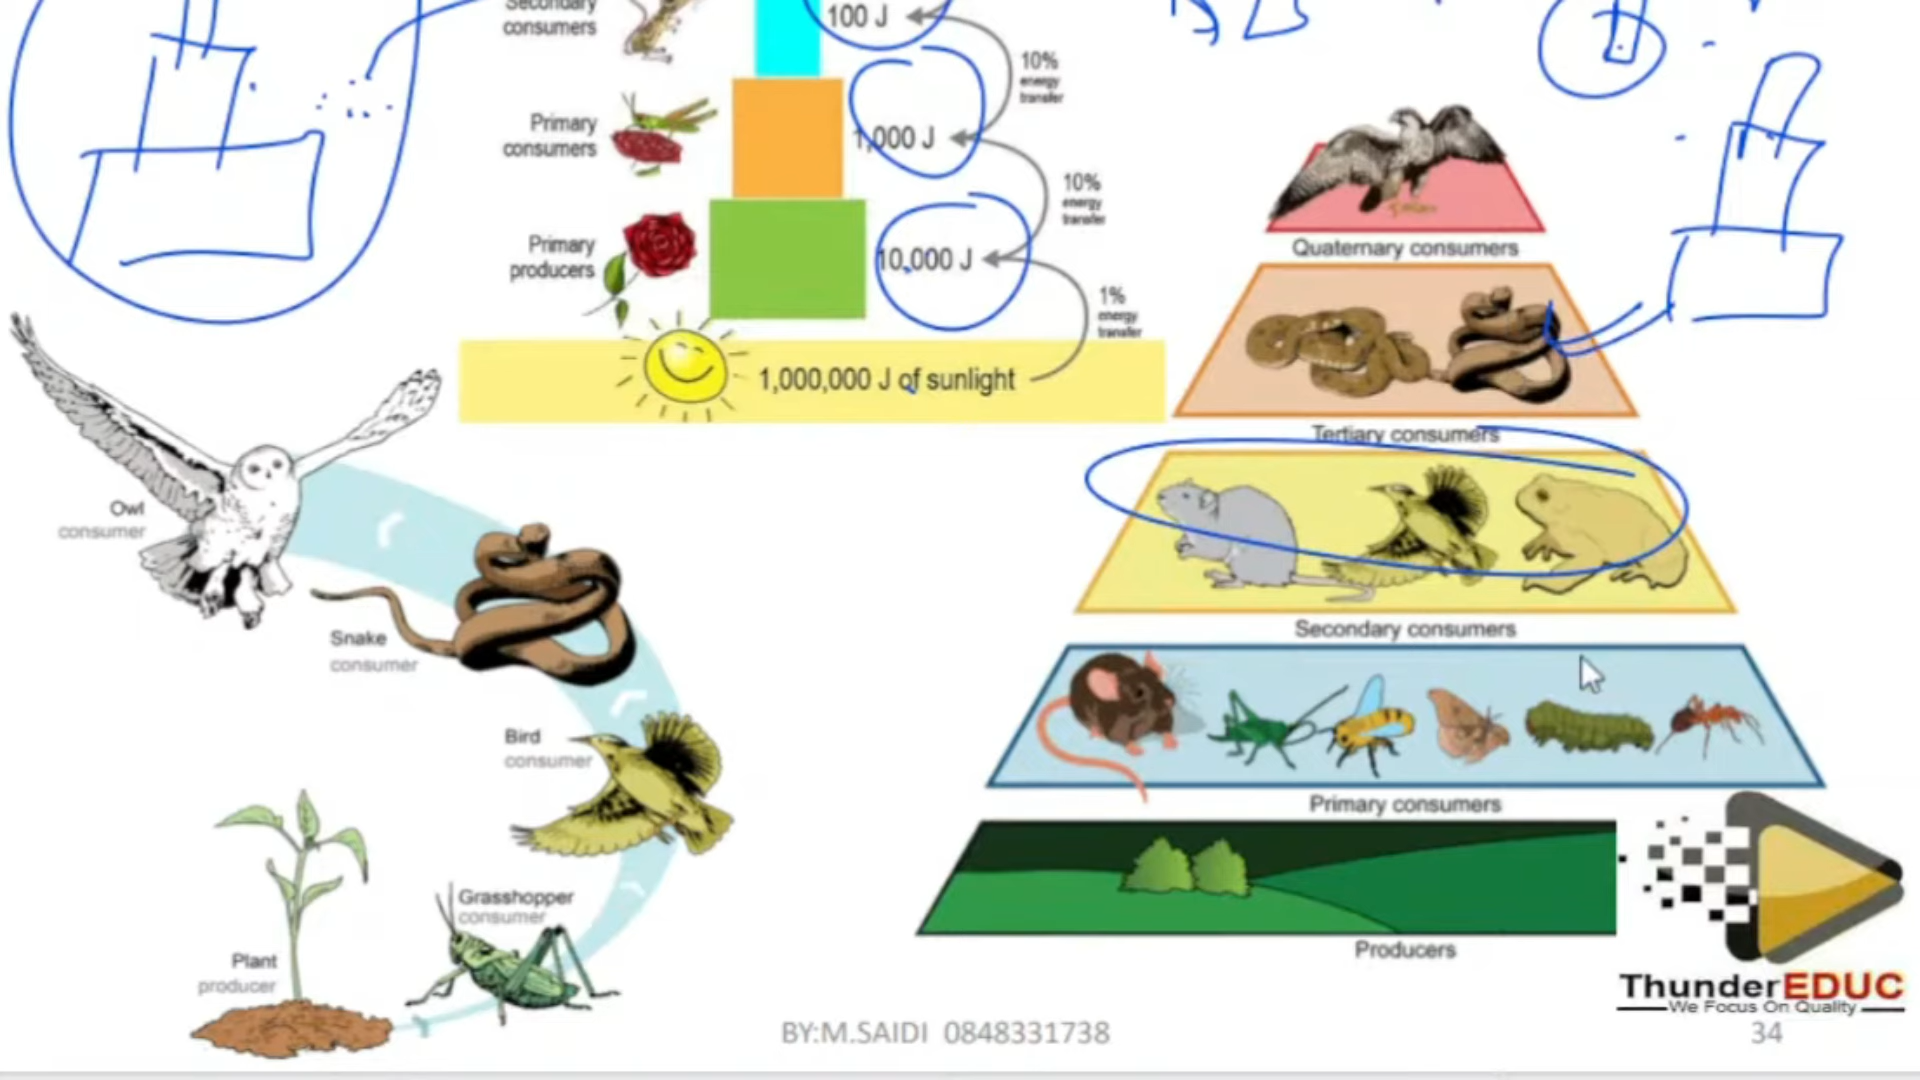 Secondary
consumers
100 J
10%
energy
transfer
Primary
consumers
1,000 J
10%
energy
transfer
Primary
producers
10,000 J
1%
energy
transfer
1,000,000 J of sunlight
Quaternary consumers
Tertiary consumers
Secondary consumers
Primary consumers
Producers
Owl
consumer
Snake
consumer
Bird
consumer
Grasshopper
consumer
Plant
producer
ThunderEDUC
We Focus On Quality
BY:M.SAIDI 0848331738
34